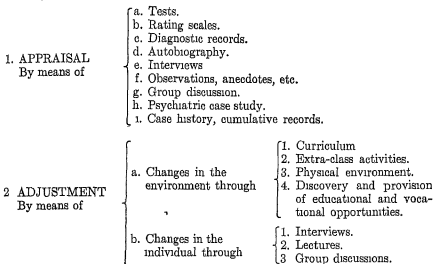 a. Tests.
b. Rating scales.
c. Diagnostic records.
d. Autobiography.
1. APPRAISAL
By means of
e. Interviews
f. Observations, anecdotes, etc.
g. Group discussion.
h. Psychiatric case study.
i. Case history, cumulative records.
2 ADJUSTMENT
By means of
a. Changes in the
environment through
1. Curriculum
2. Extra-class activities.
3. Physical environment.
4. Discovery and provision
of educational and voca-
tional opportunities.
b. Changes in the
individual through
1. Interviews.
2. Lectures.
3 Group discussions.